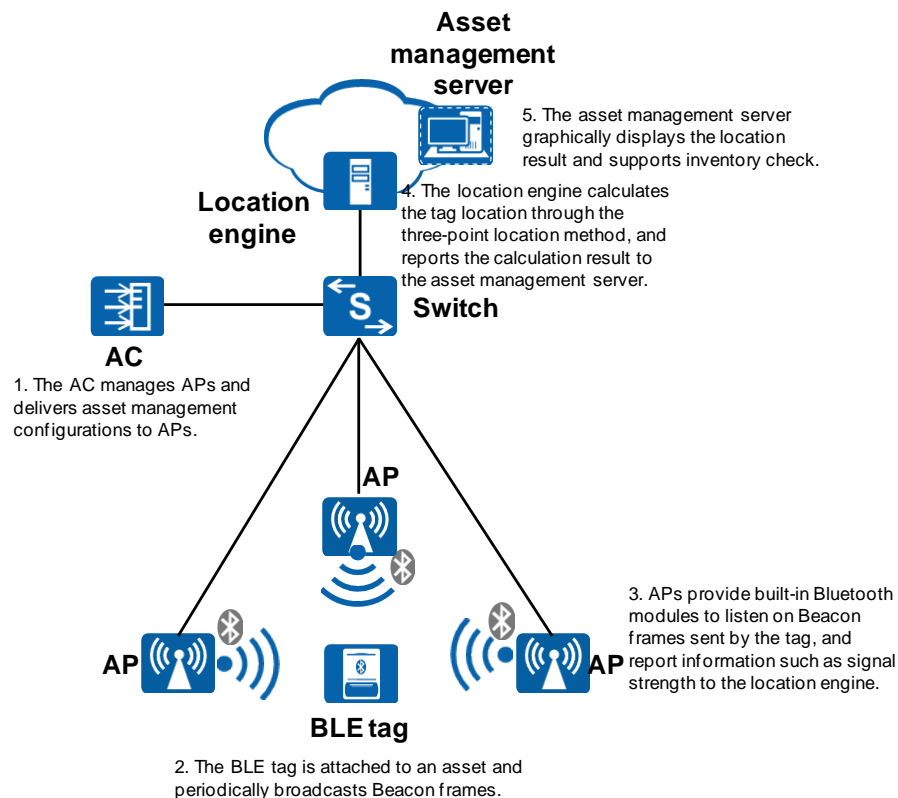 Asset
management
server
5. The asset management server
graphically displays the location
result and supports inventory check.
Location
engine
4. The location engine calculates
the tag location through the
three-point location method, and
reports the calculation result to
the asset management server.
S
Switch
AC
1. The AC manages APs and
delivers asset management
configurations to APs.
AP
AP
AP
3. APs provide built-in Bluetooth
modules to listen on Beacon
frames sent by the tag, and
report information such as signal
strength to the location engine.
BLE tag
2. The BLE tag is attached to an asset and
periodically broadcasts Beacon frames.